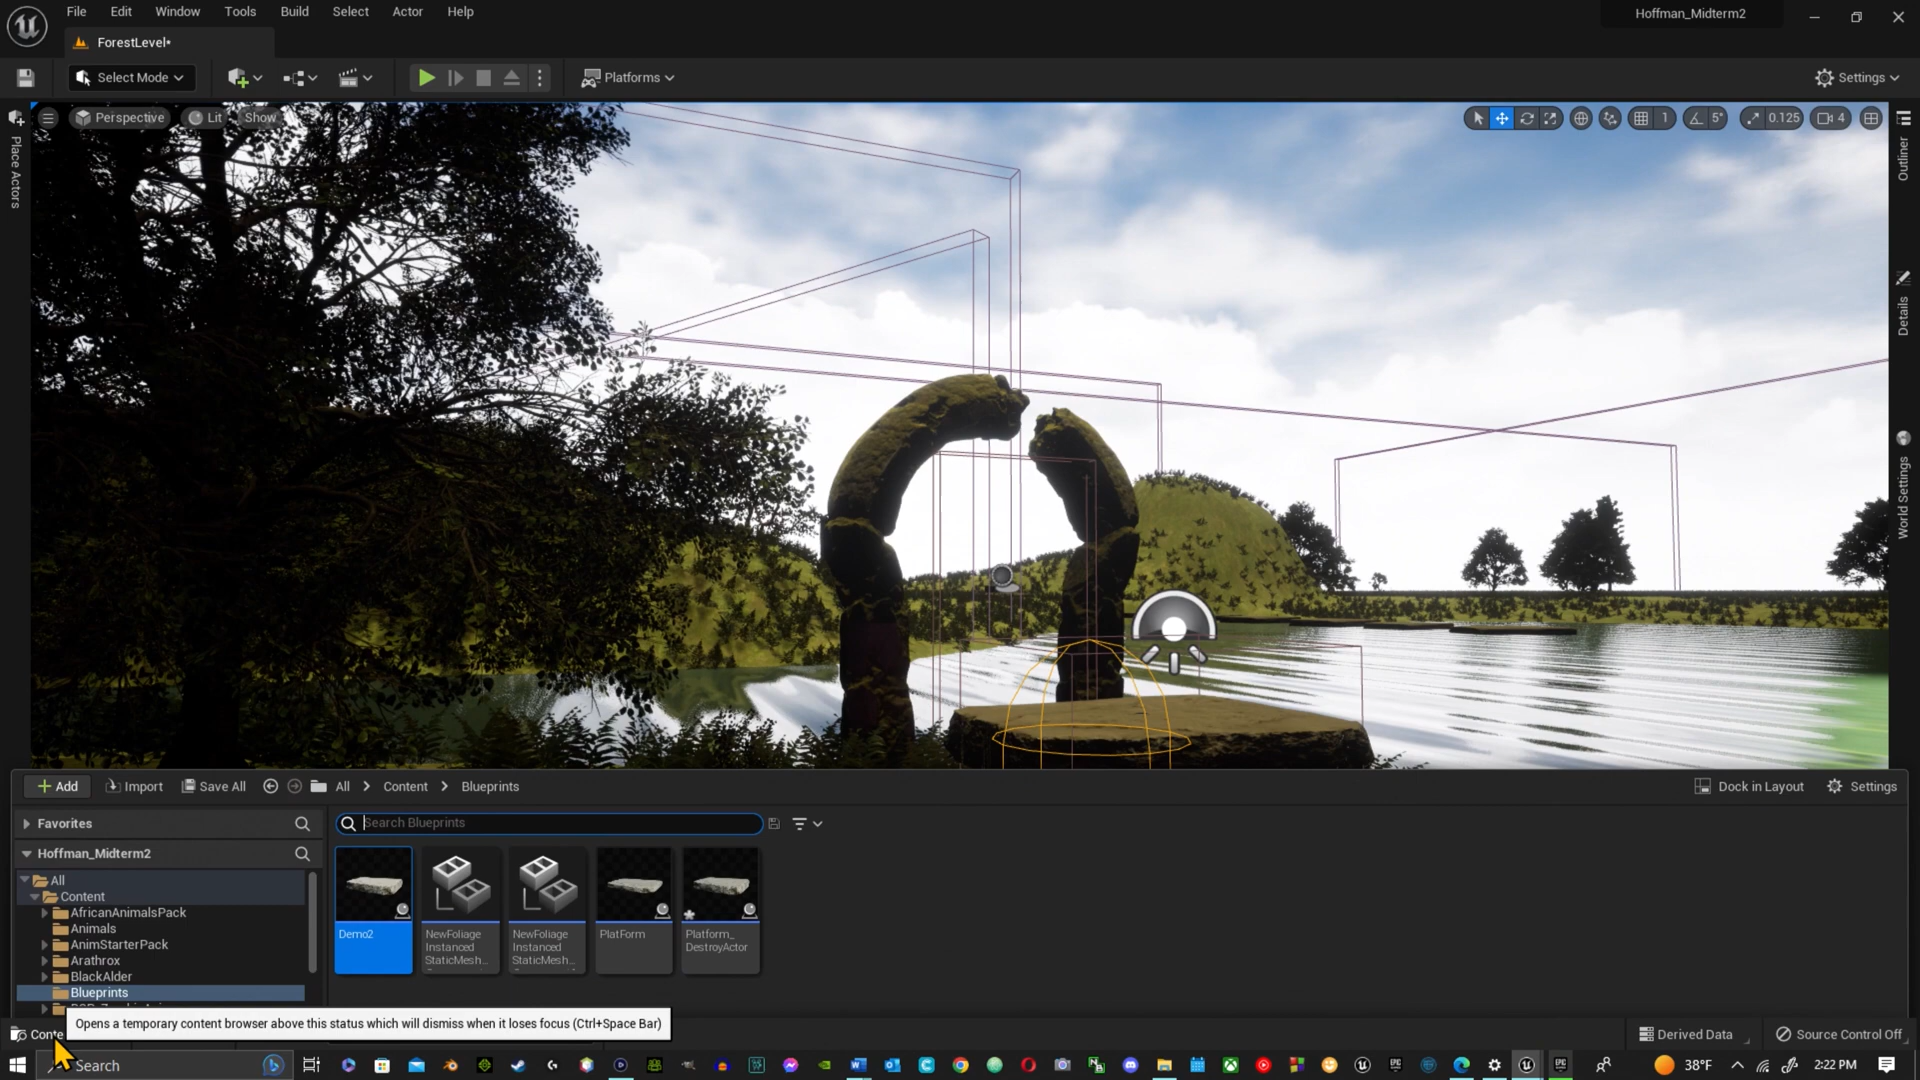 File Edit Window Tools Build Select Actor Help
Hoffman_Midterm2
ForestLevel*
Select Mode
Platforms
Settings
Perspective
Lit
Show
1
5°
0.125
4
Place Actors
Outliner
Details
World Settings
Add
Import
Save All
All
Content
Blueprints
Dock in Layout
Settings
Favorites
Search Blueprints
Hoffman_Midterm2
All
Content
AfricanAnimalsPack
Animals
AnimStarterPack
Arathrox
BlackAlder
Blueprints
Demo2
NewFoliage
Instanced
StaticMesh...
NewFoliage
Instanced
StaticMesh...
PlatForm
Platform_
DestroyActor
Opens a temporary content browser above this status which will dismiss when it loses focus (Ctrl+Space Bar)
Conte
Derived Data
Source Control Off
Search
38°F
2:22 PM